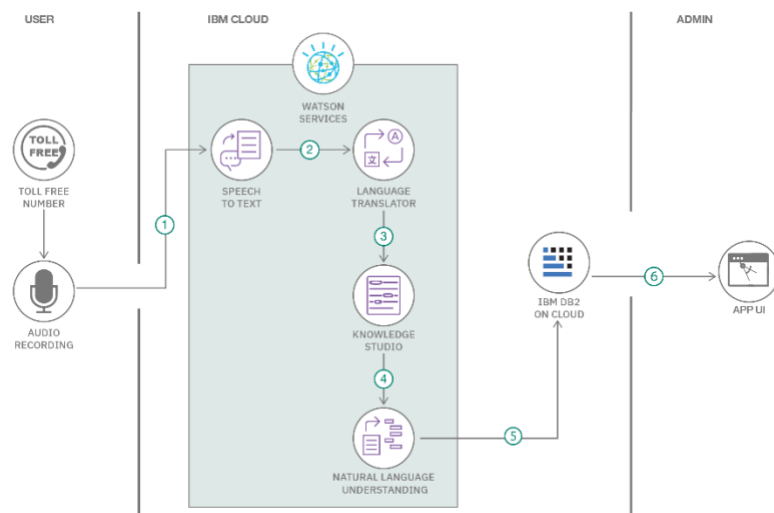 USER
IBM CLOUD
ADMIN
WATSON
SERVICES
TOLL
FREE
TOLL FREE
NUMBER
SPEECH
TO TEXT
2
A
文
LANGUAGE
TRANSLATOR
1
3
AUDIO
RECORDING
KNOWLEDGE
STUDIO
IBM DB2
ON CLOUD
6
APP UI
4
NATURAL LANGUAGE
UNDERSTANDING
5